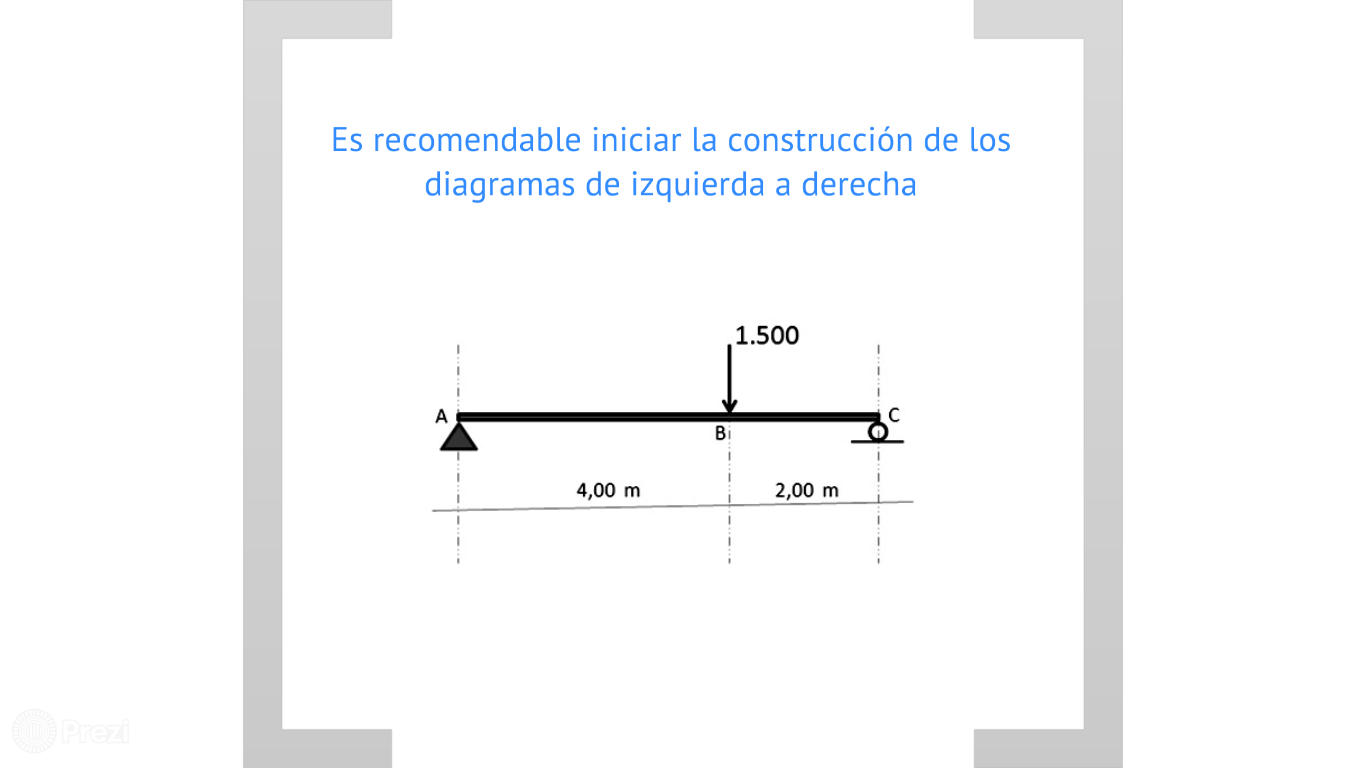 Es recomendable iniciar la construcción de los
diagramas de izquierda a derecha
1.500
A
C
B
4,00 m
2,00 m
Prezi